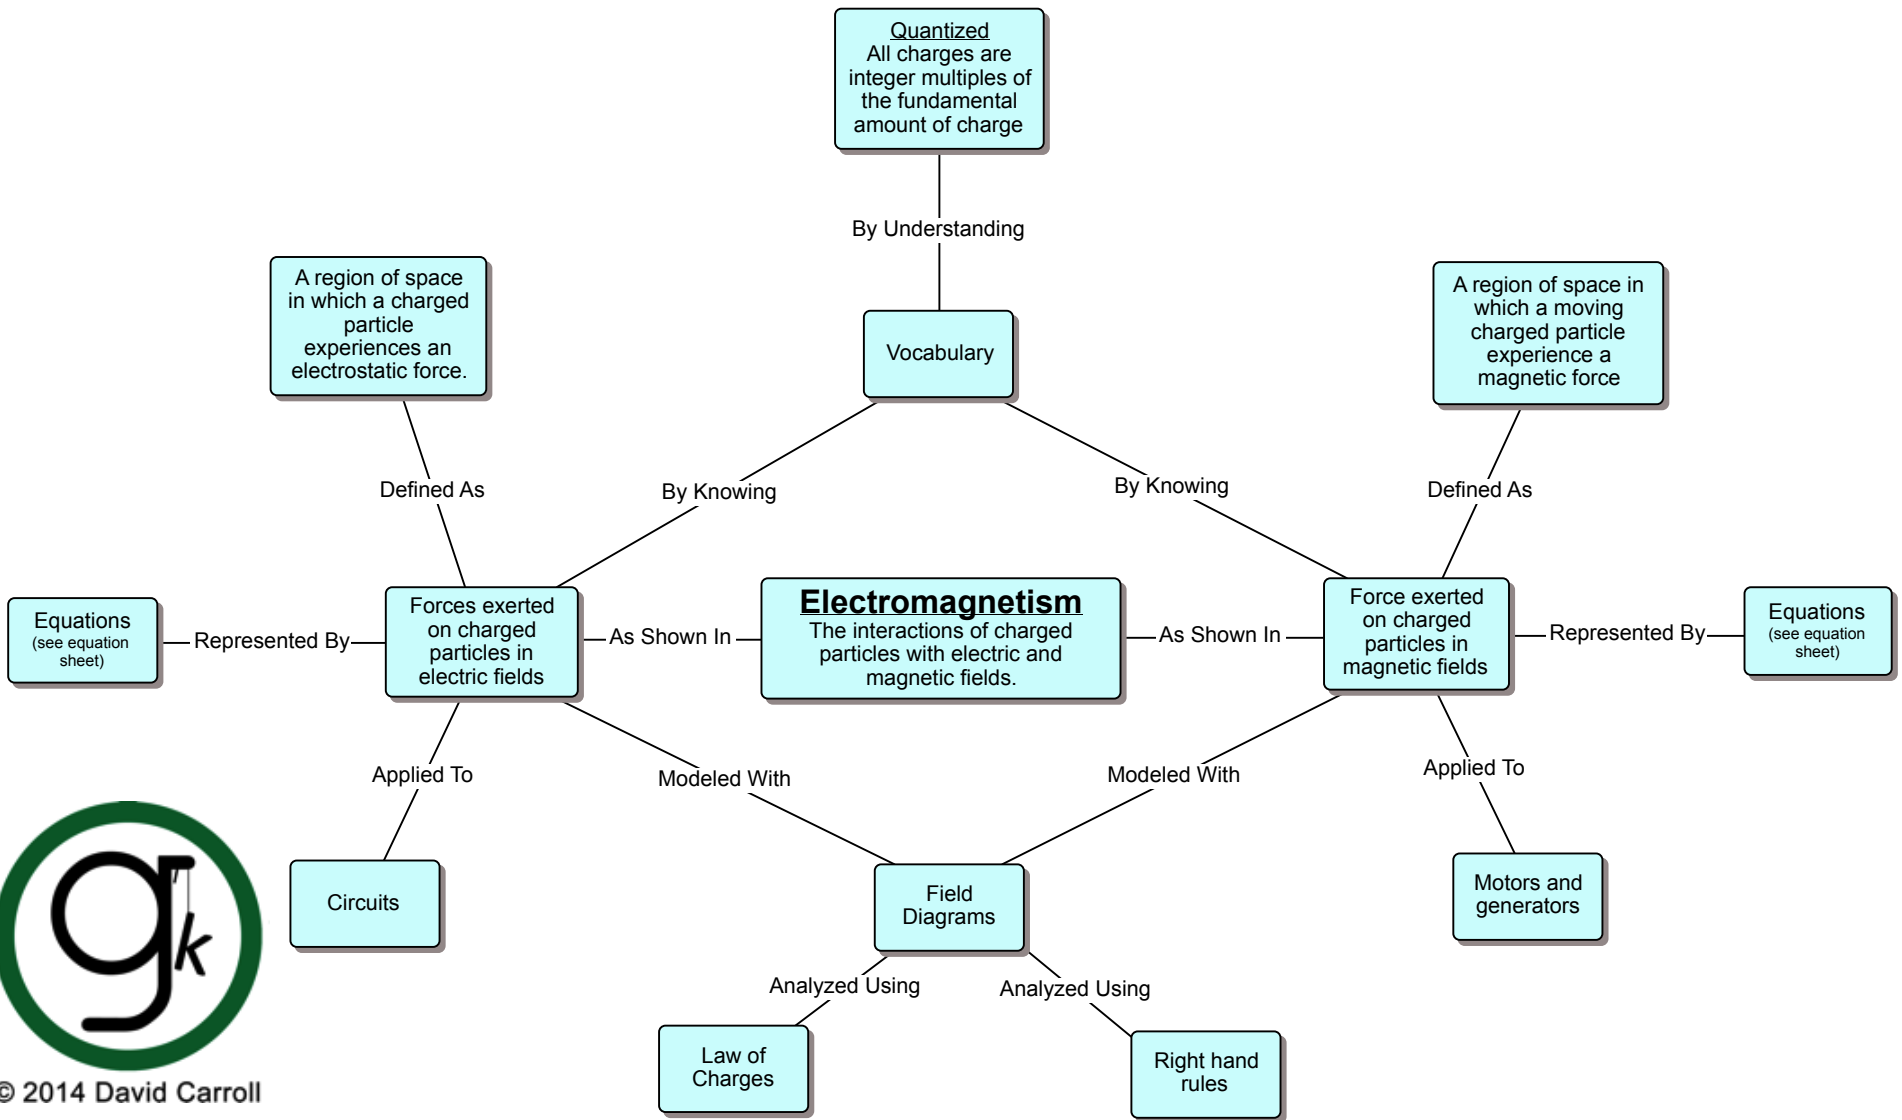 Quantized
All charges are
integer multiples of
the fundamental
amount of charge
By Understanding
A region of space
in which a charged
particle
experiences an
electrostatic force.
Vocabulary
A region of space in
which a moving
charged particle
experience a
magnetic force
Defined As
By Knowing
By Knowing
Defined As
Equations
(see equation
sheet)
Represented By
Forces exerted
on charged
particles in
electric fields
As Shown In
Electromagnetism
The interactions of charged
particles with electric and
magnetic fields.
As Shown In
Force exerted
on charged
particles in
magnetic fields
Represented By
Equations
(see equation
sheet)
Applied To
Modeled With
Modeled With
Applied To
Circuits
Field
Diagrams
Motors and
generators
Analyzed Using
Analyzed Using
Law of
Charges
Right hand
rules
gk
© 2014 David Carroll